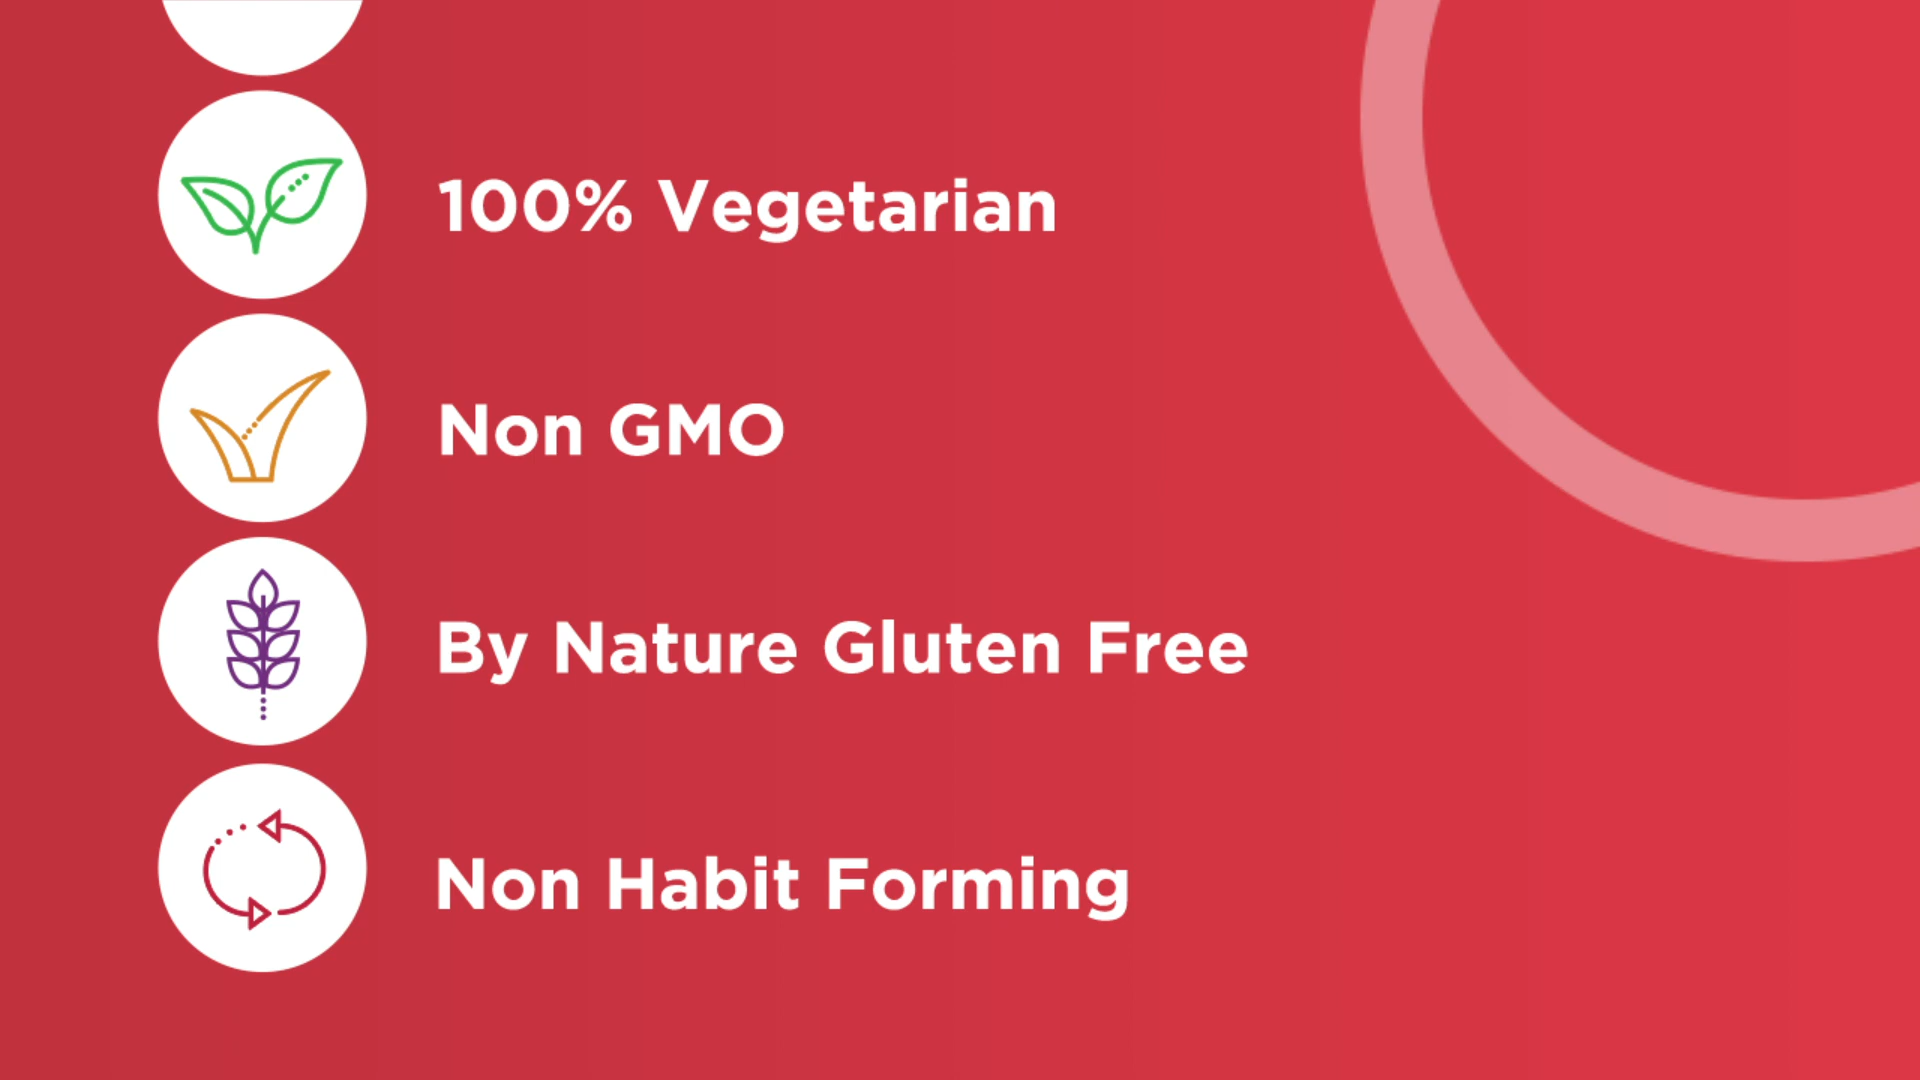 100% Vegetarian
Non GMO
By Nature Gluten Free
Non Habit Forming